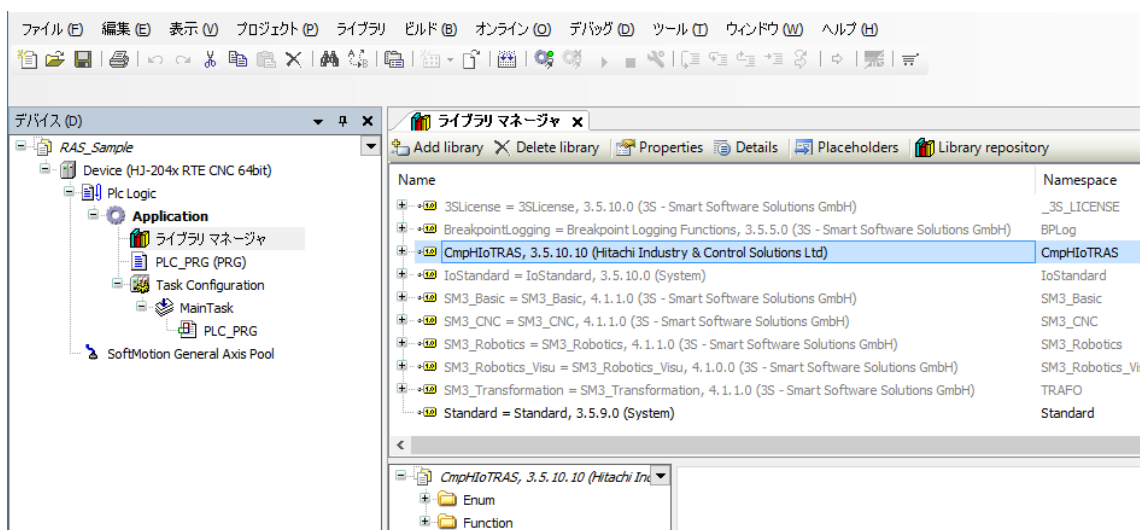 ファイル (F) 編集 (E) 表示 (V) プロジェクト (P) ライブラリ ビルド (B) オンライン (O) デバッグ (D) ツール (T) ウィンドウ (W) ヘルプ (H)
デバイス (D)
RAS_Sample
Device (HJ-204x RTE CNC 64bit)
Plc Logic
Application
ライブラリ マネージャ
PLC_PRG (PRG)
Task Configuration
MainTask
PLC_PRG
SoftMotion General Axis Pool
ライブラリ マネージャ
Add library Delete library Properties Details Placeholders Library repository
Name Namespace
3SLicense = 3SLicense, 3.5.10.0 (3S - Smart Software Solutions GmbH) _3S_LICENSE
BreakpointLogging = Breakpoint Logging Functions, 3.5.5.0 (3S - Smart Software Solutions GmbH) BPLog
CmpHIoTRAS, 3.5.10.10 (Hitachi Industry & Control Solutions Ltd) CmpHIoTRAS
IoStandard = IoStandard, 3.5.10.0 (System) IoStandard
SM3_Basic = SM3_Basic, 4.1.1.0 (3S - Smart Software Solutions GmbH) SM3_Basic
SM3_CNC = SM3_CNC, 4.1.1.0 (3S - Smart Software Solutions GmbH) SM3_CNC
SM3_Robotics = SM3_Robotics, 4.1.1.0 (3S - Smart Software Solutions GmbH) SM3_Robotics
SM3_Robotics_Visu = SM3_Robotics_Visu, 4.1.0.0 (3S - Smart Software Solutions GmbH) SM3_Robotics_Vi
SM3_Transformation = SM3_Transformation, 4.1.1.0 (3S - Smart Software Solutions GmbH) TRAFO
Standard = Standard, 3.5.9.0 (System) Standard
CmpHIoTRAS, 3.5.10.10 (Hitachi Inc
Enum
Function